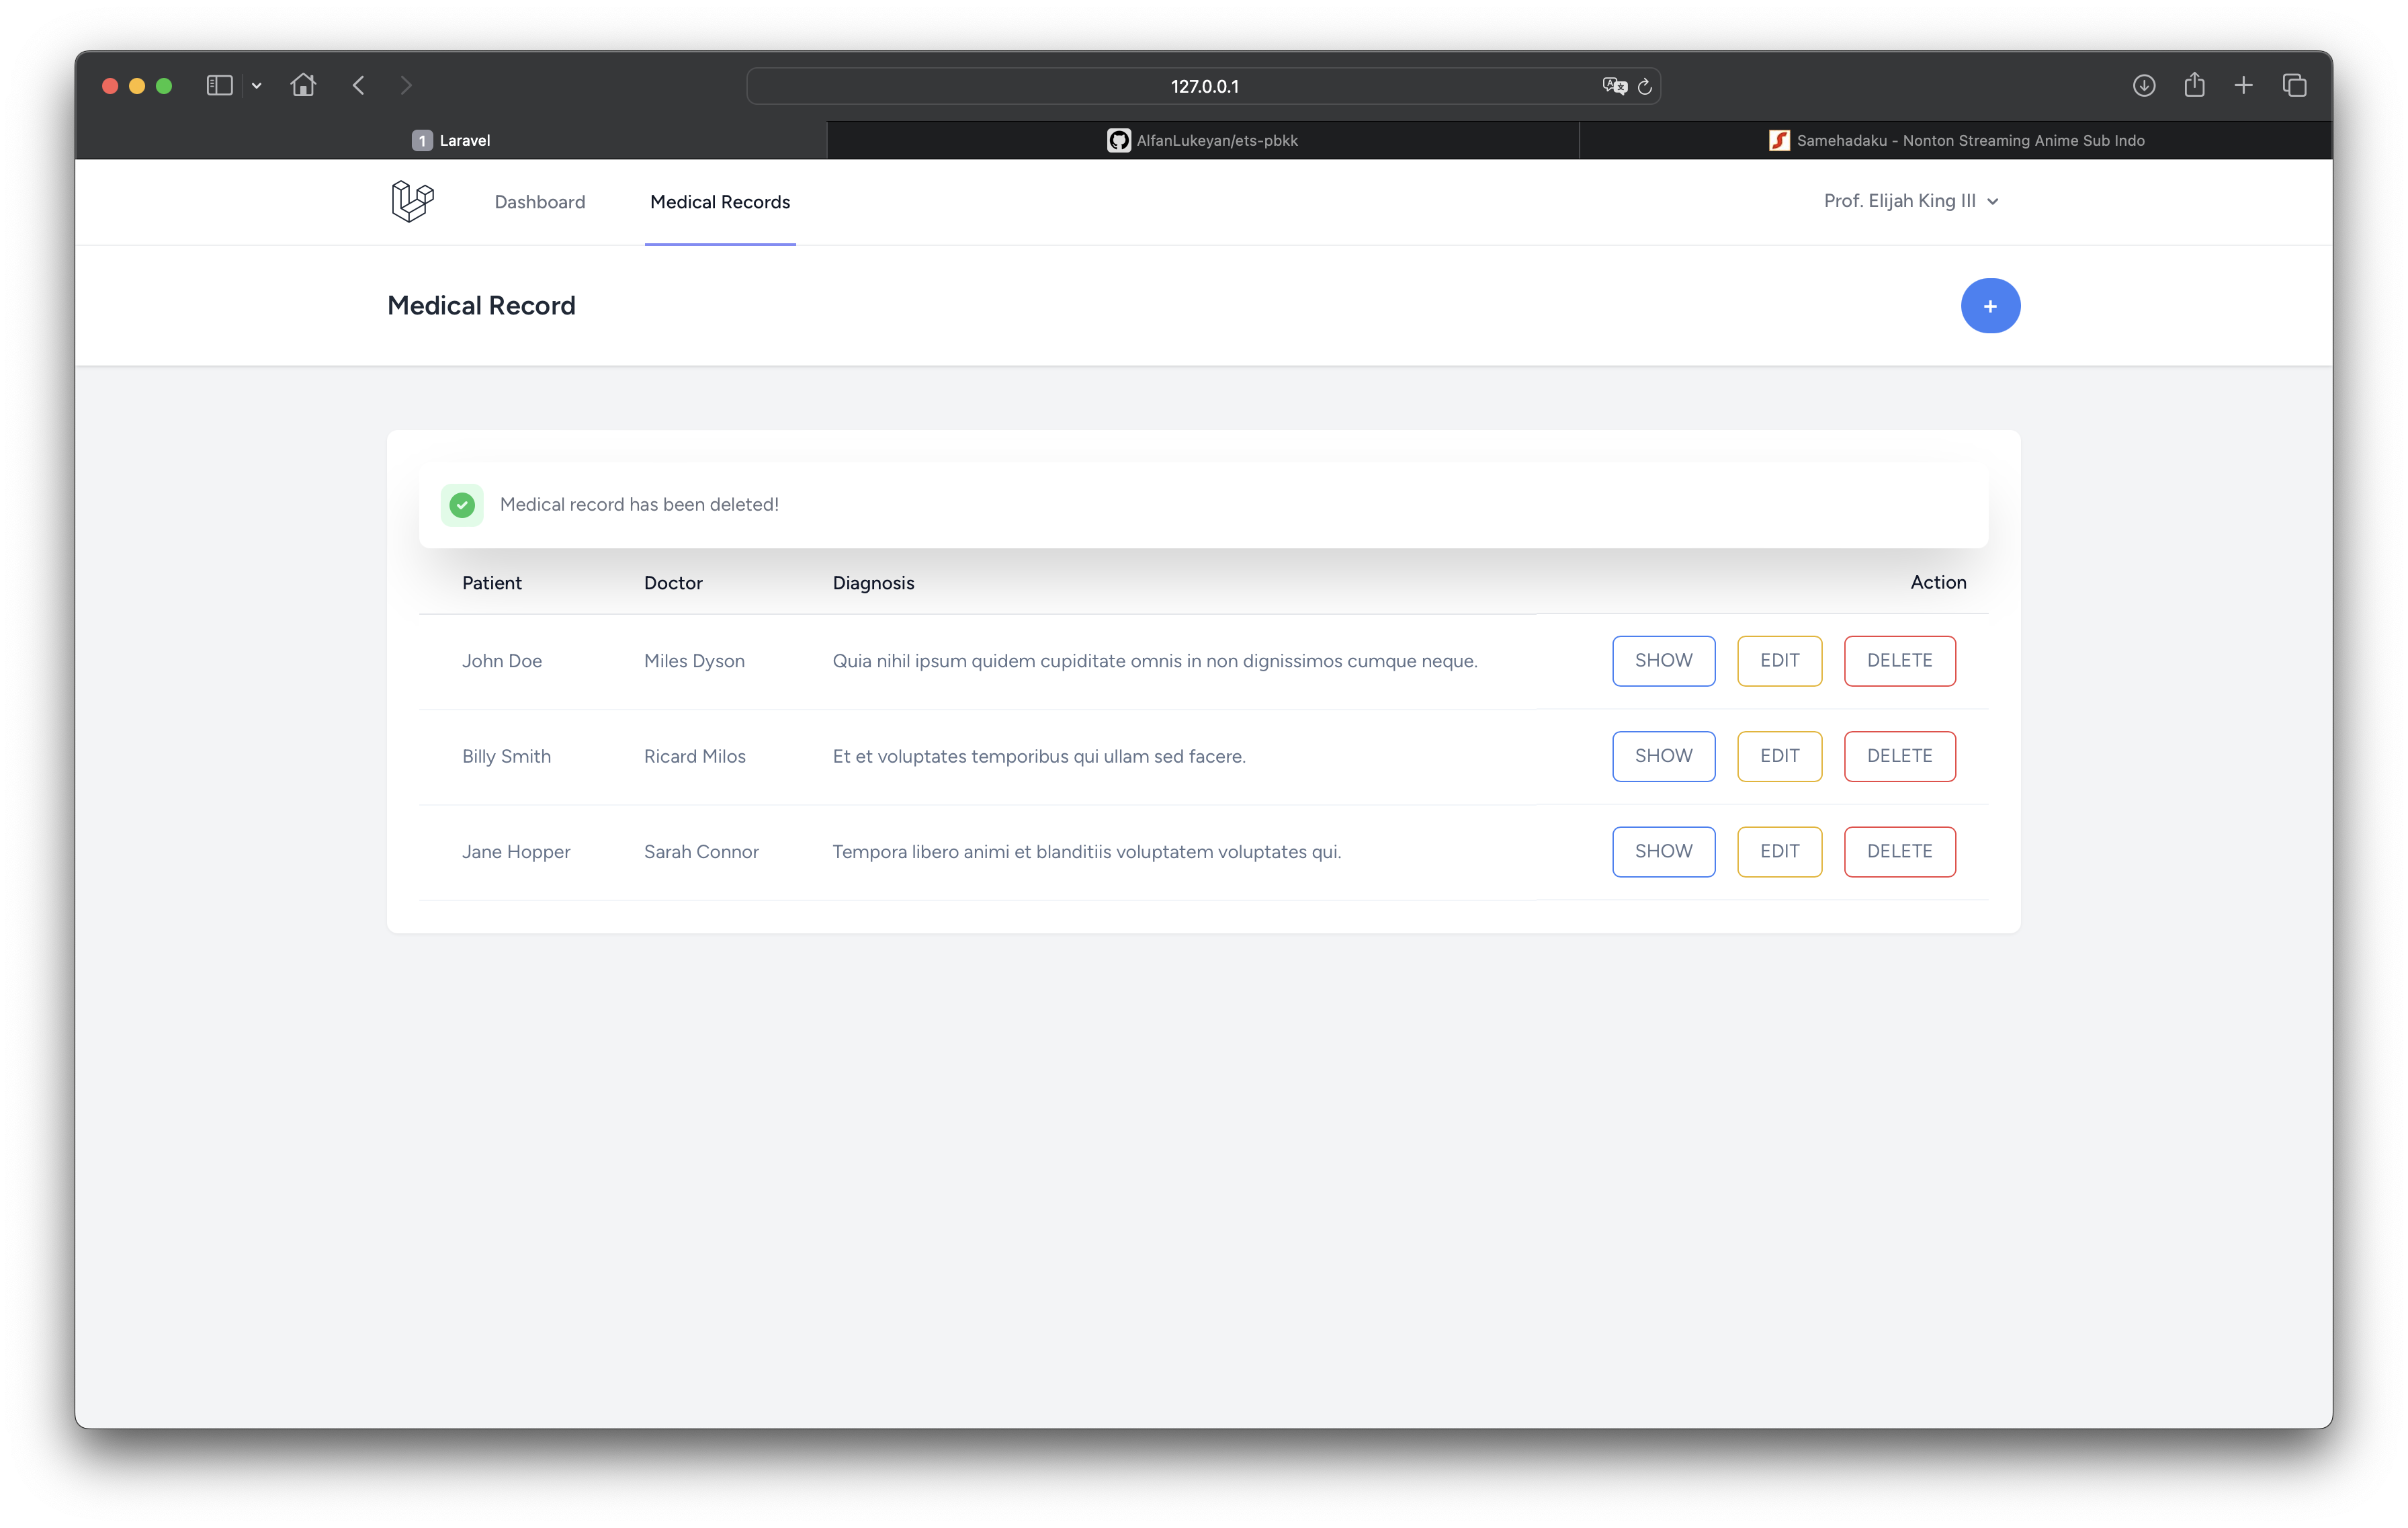 127.0.0.1
1 Laravel
AlfanLukeyan/ets-pbkk
Samehadaku - Nonton Streaming Anime Sub Indo
Dashboard
Medical Records
Prof. Elijah King III
Medical Record
+
Medical record has been deleted!
Patient Doctor Diagnosis Action
John Doe Miles Dyson Quia nihil ipsum quidem cupiditate omnis in non dignissimos cumque neque. SHOW EDIT DELETE
Billy Smith Ricard Milos Et et voluptates temporibus qui ullam sed facere. SHOW EDIT DELETE
Jane Hopper Sarah Connor Tempora libero animi et blanditiis voluptatem voluptates qui. SHOW EDIT DELETE